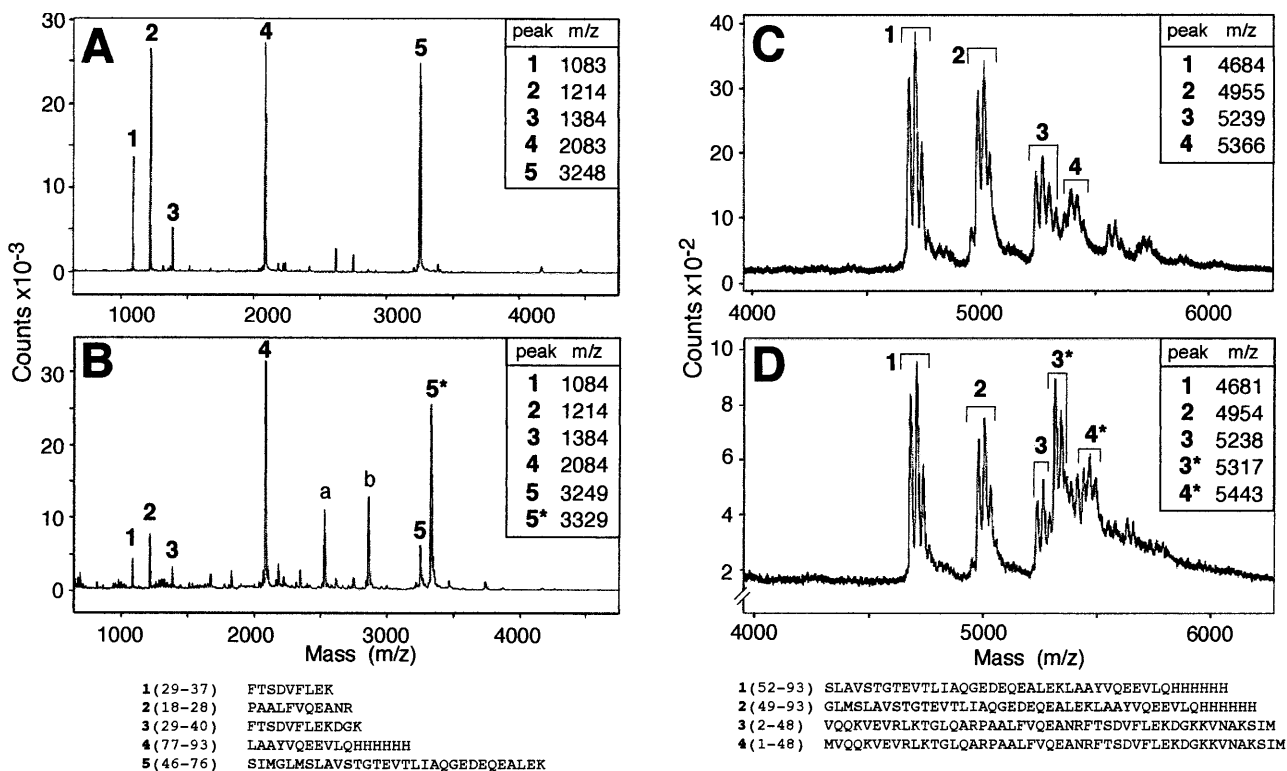 A
Counts x10-3
30
20
10
0
1
2
3
4
5
peak m/z
1 1083
2 1214
3 1384
4 2083
5 3248
1000 2000 3000 4000
B
30
20
10
0
1
2
3
4
a
b
5
5*
peak m/z
1 1084
2 1214
3 1384
4 2084
5 3249
5* 3329
1000 2000 3000 4000
Mass (m/z)
1(29-37) FTSDVFLEK
2(18-28) PAALFVQEANR
3(29-40) FTSDVFLEKDGK
4(77-93) LAAYVQEEVLQHHHHHH
5(46-76) SIMGLMSLAVSTGTEVTLIAQGEDEQEALEK
C
Counts x10-2
40
30
20
10
0
1
2
3
4
peak m/z
1 4684
2 4955
3 5239
4 5366
4000 5000 6000
D
10
8
6
4
2
1
2
3
3*
4*
peak m/z
1 4681
2 4954
3 5238
3* 5317
4* 5443
4000 5000 6000
Mass (m/z)
1(52-93) SLAVSTGTEVTLIAQGEDEQEALEKLAAYVQEEVLQHHHHHH
2(49-93) GLMSLAVSTGTEVTLIAQGEDEQEALEKLAAYVQEEVLQHHHHHH
3(2-48) VQQKVEVRLKTGLQARPAALFVQEANRFTSDVFLEKDGKKVNAKSIM
4(1-48) MVQQKVEVRLKTGLQARPAALFVQEANRFTSDVFLEKDGKKVNAKSIM